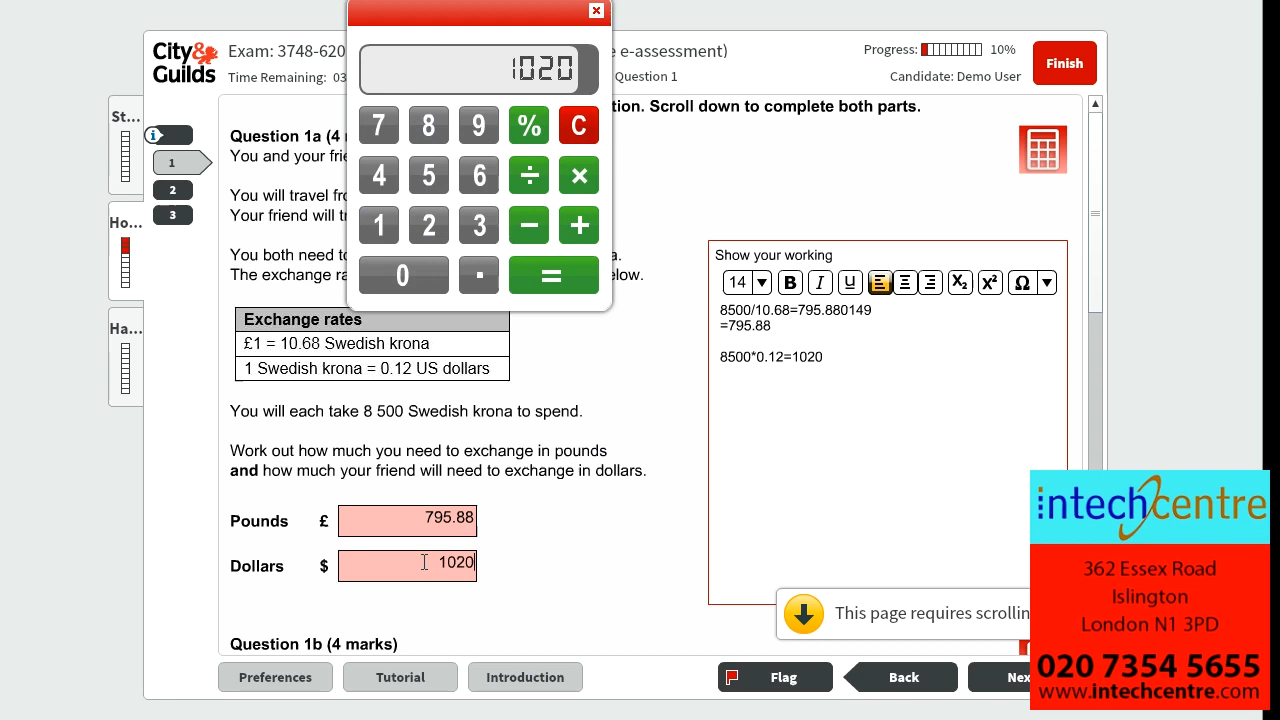 City&
Guilds
Exam: 3748-620
e e-assessment)
Time Remaining: 03
Question 1
Progress:
10%
Candidate: Demo User
Finish
1020
7 8 9 % C
4 5 6 ÷ ×
1 2 3 − +
0 . =
St...
Ho...
Ha...
i
1
2
3
tion. Scroll down to complete both parts.
Question 1a (4
You and your frie
You will travel fro
Your friend will tr
You both need to
a.
The exchange ra
elow.
Exchange rates
£1 = 10.68 Swedish krona
1 Swedish krona = 0.12 US dollars
You will each take 8 500 Swedish krona to spend.
Work out how much you need to exchange in pounds
and how much your friend will need to exchange in dollars.
Pounds £ 795.88
Dollars $ 1020
Question 1b (4 marks)
Show your working
14 B I U X₂ X² Ω
8500/10.68=795.880149
=795.88
8500*0.12=1020
This page requires scrollin
Preferences
Tutorial
Introduction
Flag
Back
Nex
intechcentre
362 Essex Road
Islington
London N1 3PD
020 7354 5655
www.intechcentre.com